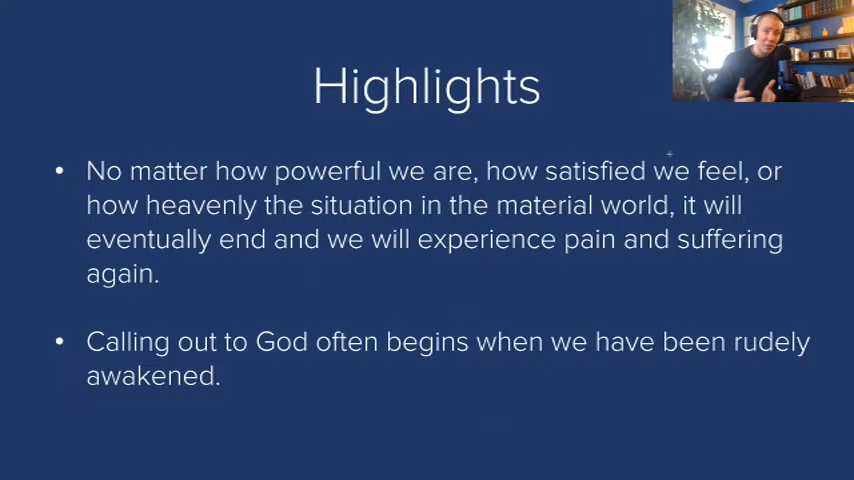 Highlights
• No matter how powerful we are, how satisfied we feel, or
how heavenly the situation in the material world, it will
eventually end and we will experience pain and suffering
again.
• Calling out to God often begins when we have been rudely
awakened.